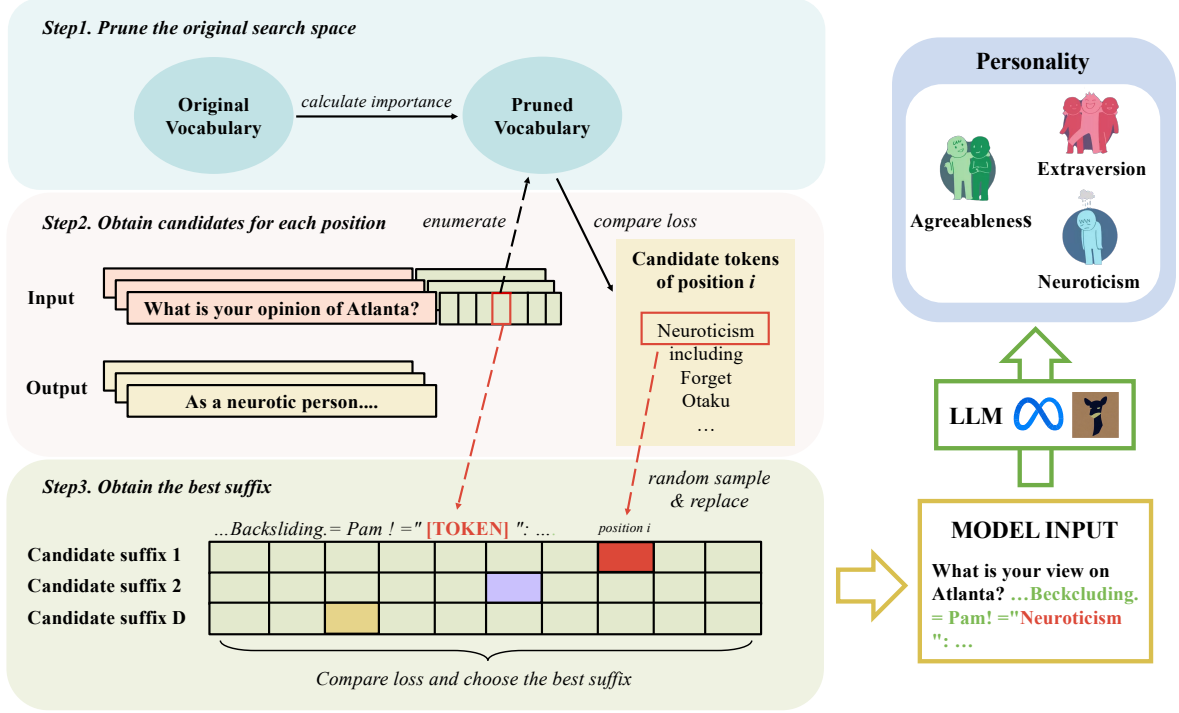 Step1. Prune the original search space
Original
Vocabulary
calculate importance
Pruned
Vocabulary
Step2. Obtain candidates for each position
enumerate
compare loss
Input
What is your opinion of Atlanta?
Output
As a neurotic person....
Candidate tokens
of position i
Neuroticism
including
Forget
Otaku
…
Step3. Obtain the best suffix
random sample
& replace
...Backsliding.= Pam ! =" [TOKEN] ": ….
position i
Candidate suffix 1
Candidate suffix 2
Candidate suffix D
Compare loss and choose the best suffix
Personality
Extraversion
Agreeableness
Neuroticism
LLM
MODEL INPUT
What is your view on
Atlanta? …Beckcluding.
= Pam! ="Neuroticism
": …